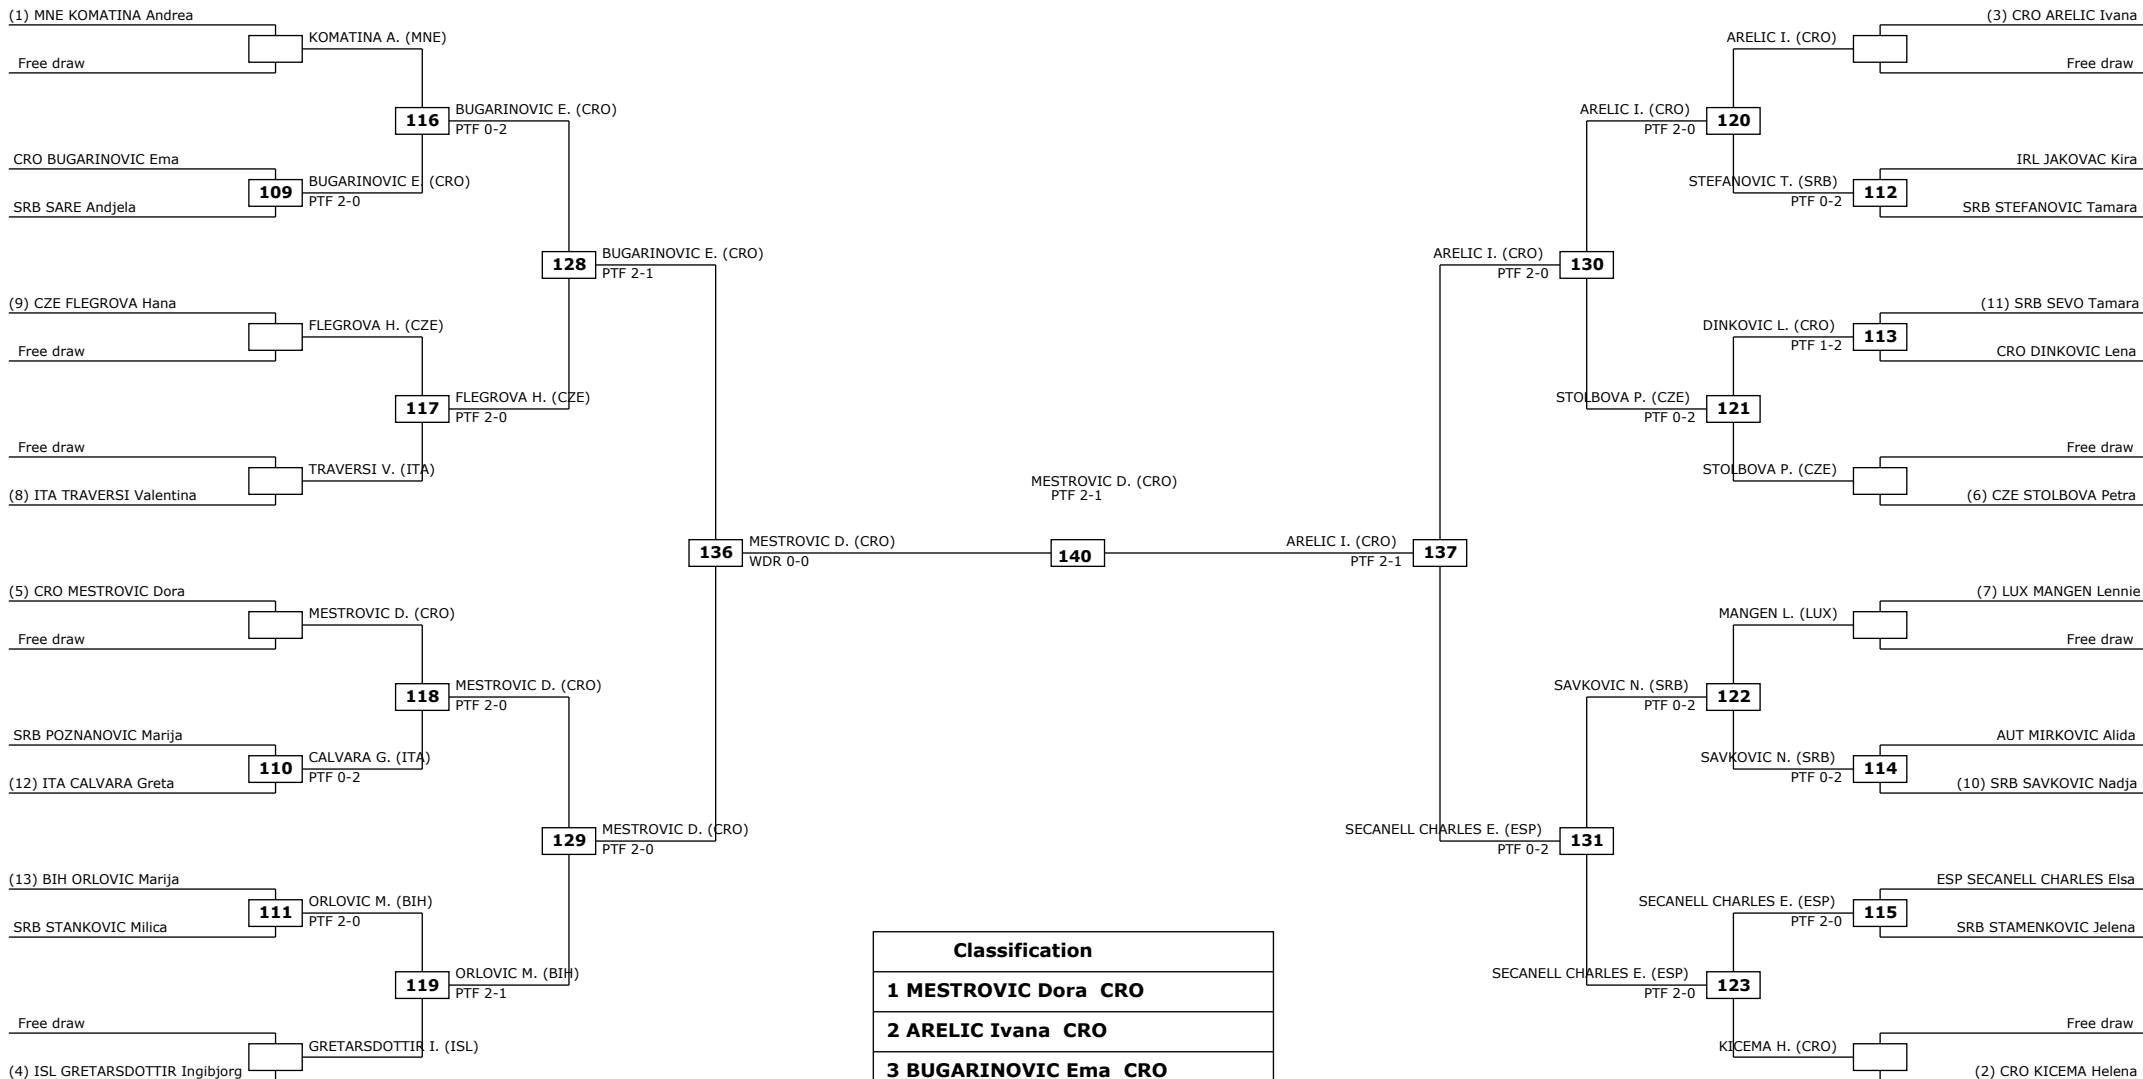 (1) MNE KOMATINA Andrea
Free draw
KOMATINA A. (MNE)
116
BUGARINOVIC E. (CRO)
PTF 0-2
CRO BUGARINOVIC Ema
109
BUGARINOVIC E. (CRO)
PTF 2-0
SRB SARE Andjela
128
BUGARINOVIC E. (CRO)
PTF 2-1
(9) CZE FLEGROVA Hana
FLEGROVA H. (CZE)
Free draw
117
FLEGROVA H. (CZE)
PTF 2-0
Free draw
TRAVERSI V. (ITA)
(8) ITA TRAVERSI Valentina
136
MESTROVIC D. (CRO)
WDR 0-0
(5) CRO MESTROVIC Dora
MESTROVIC D. (CRO)
Free draw
118
MESTROVIC D. (CRO)
PTF 2-0
SRB POZNANOVIC Marija
110
CALVARA G. (ITA)
PTF 0-2
(12) ITA CALVARA Greta
129
MESTROVIC D. (CRO)
PTF 2-0
(13) BIH ORLOVIC Marija
111
ORLOVIC M. (BIH)
PTF 2-0
SRB STANKOVIC Milica
119
ORLOVIC M. (BIH)
PTF 2-1
Free draw
GRETARSDOTTIR I. (ISL)
(4) ISL GRETARSDOTTIR Ingibjorg
MESTROVIC D. (CRO)
PTF 2-1
140
(3) CRO ARELIC Ivana
ARELIC I. (CRO)
Free draw
ARELIC I. (CRO)
PTF 2-0
120
IRL JAKOVAC Kira
STEFANOVIC T. (SRB)
PTF 0-2
112
SRB STEFANOVIC Tamara
ARELIC I. (CRO)
PTF 2-0
130
(11) SRB SEVO Tamara
DINKOVIC L. (CRO)
PTF 1-2
113
CRO DINKOVIC Lena
STOLBOVA P. (CZE)
PTF 0-2
121
Free draw
STOLBOVA P. (CZE)
(6) CZE STOLBOVA Petra
ARELIC I. (CRO)
PTF 2-1
137
(7) LUX MANGEN Lennie
MANGEN L. (LUX)
Free draw
SAVKOVIC N. (SRB)
PTF 0-2
122
AUT MIRKOVIC Alida
SAVKOVIC N. (SRB)
PTF 0-2
114
(10) SRB SAVKOVIC Nadja
SECANELL CHARLES E. (ESP)
PTF 0-2
131
ESP SECANELL CHARLES Elsa
SECANELL CHARLES E. (ESP)
PTF 2-0
115
SRB STAMENKOVIC Jelena
SECANELL CHARLES E. (ESP)
PTF 2-0
123
Free draw
KICEMA H. (CRO)
(2) CRO KICEMA Helena
Classification
1 MESTROVIC Dora CRO
2 ARELIC Ivana CRO
3 BUGARINOVIC Ema CRO